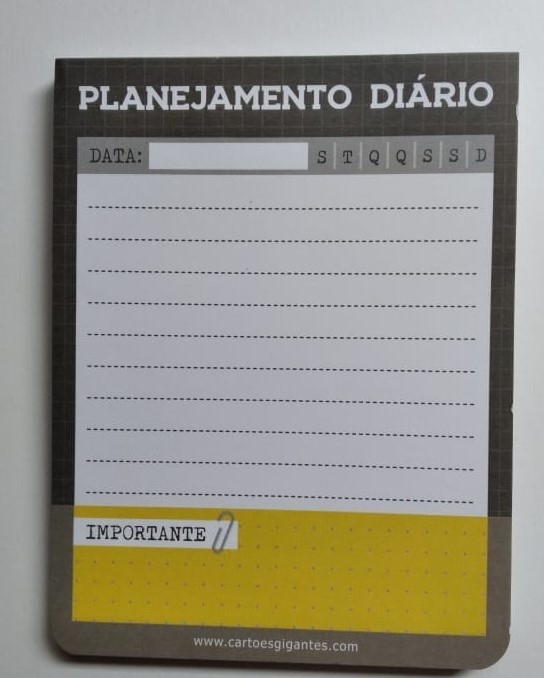 PLANEJAMENTO DIÁRIO
DATA: S T Q Q S S D
IMPORTANTE
www.cartoesgigantes.com